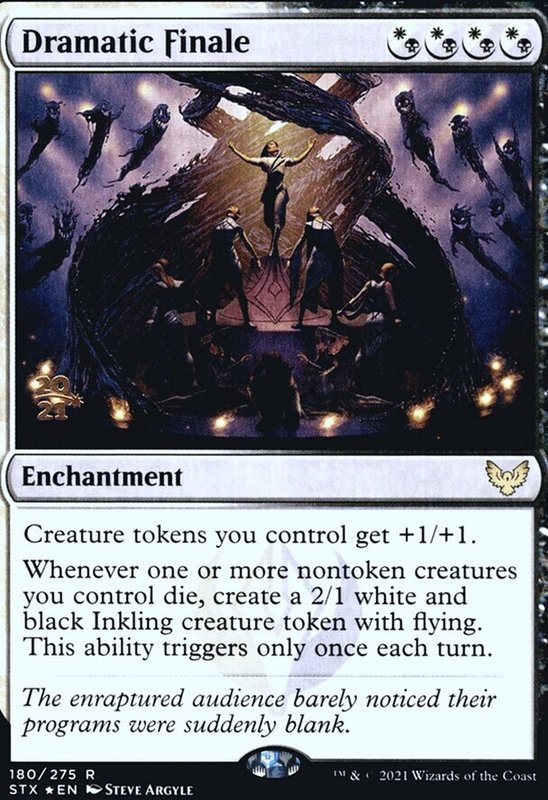 Dramatic Finale
20
21
Enchantment
Creature tokens you control get +1/+1.
Whenever one or more nontoken creatures
you control die, create a 2/1 white and
black Inkling creature token with flying.
This ability triggers only once each turn.
The enraptured audience barely noticed their
programs were suddenly blank.
180/275 R
STX ★ EN Steve Argyle
™ & © 2021 Wizards of the Coast